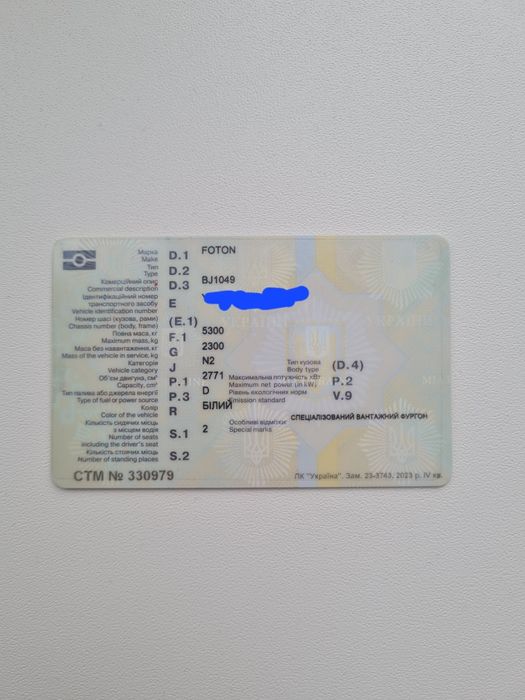 Марка D.1 FOTON
Make
Тип D.2
Type
Комерційний опис D.3 BJ1049
Commercial description
Ідентифікаційний номер
транспортного засобу E
Vehicle identification number
Номер шасі (кузова, рами) (E.1)
Chassis number (body, frame)
Повна маса, кг F.1 5300
Maximum mass, kg
Маса без навантаження, кг G 2300
Mass of the vehicle in service, kg
Категорія J N2 Тип кузова (D.4)
Vehicle category Body type
Об'єм двигуна, см³ P.1 2771 Максимальна потужність кВт P.2
Capacity, cm³ Maximum net power (in kW)
Тип палива або джерела енергії P.3 D Рівень екологічних норм V.9
Type of fuel or power source Emission standard
Колір R БІЛИЙ СПЕЦІАЛІЗОВАНИЙ ВАНТАЖНИЙ ФУРГОН
Color of the vehicle
Кількість сидячих місць S.1 2 Особливі відмітки
з місцем водія Special marks
Number of seats
including the driver's seat
Кількість стоячих місць S.2
Number of standing places
СТМ № 330979 ПК "Україна". Зам. 23-3743. 2023 р. IV кв.